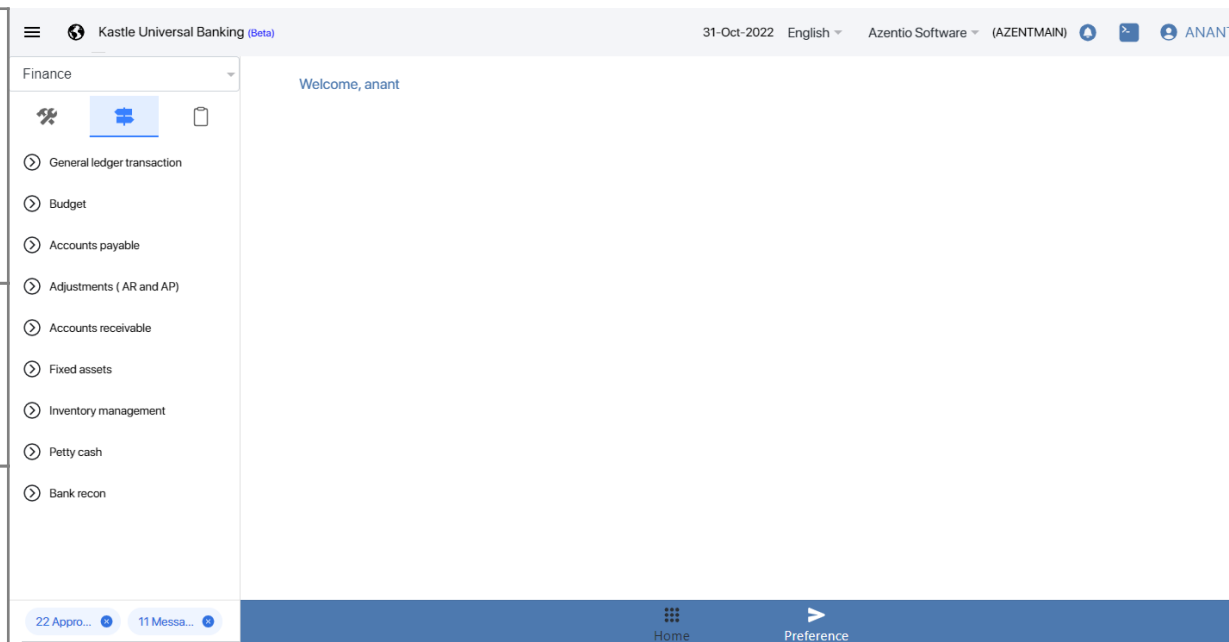 Kastle Universal Banking (Beta)
31-Oct-2022 English Azentio Software (AZENTMAIN) ANANT
Finance
Welcome, anant
General ledger transaction
Budget
Accounts payable
Adjustments ( AR and AP)
Accounts receivable
Fixed assets
Inventory management
Petty cash
Bank recon
22 Appro... 11 Messa...
Home Preference